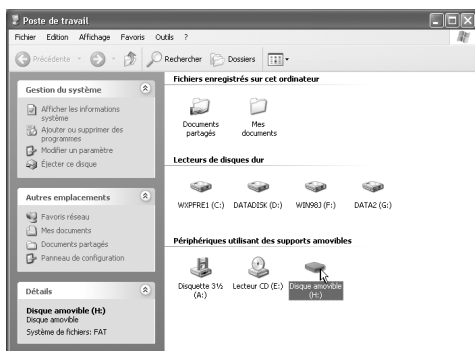 Poste de travail
Fichier Edition Affichage Favoris Outils ?
Précédente Rechercher Dossiers
Gestion du système
Afficher les informations
système
Ajouter ou supprimer des
programmes
Modifier un paramètre
Éjecter ce disque
Autres emplacements
Favoris réseau
Mes documents
Documents partagés
Panneau de configuration
Détails
Disque amovible (H:)
Disque amovible
Système de fichiers: FAT
Fichiers enregistrés sur cet ordinateur
Documents
partagés
Mes
documents
Lecteurs de disques dur
WXPFRE1 (C:) DATADISK (D:) WIN98J (F:) DATA2 (G:)
Périphériques utilisant des supports amovibles
Disquette 3½
(A:)
Lecteur CD (E:)
Disque amovible
(H:)